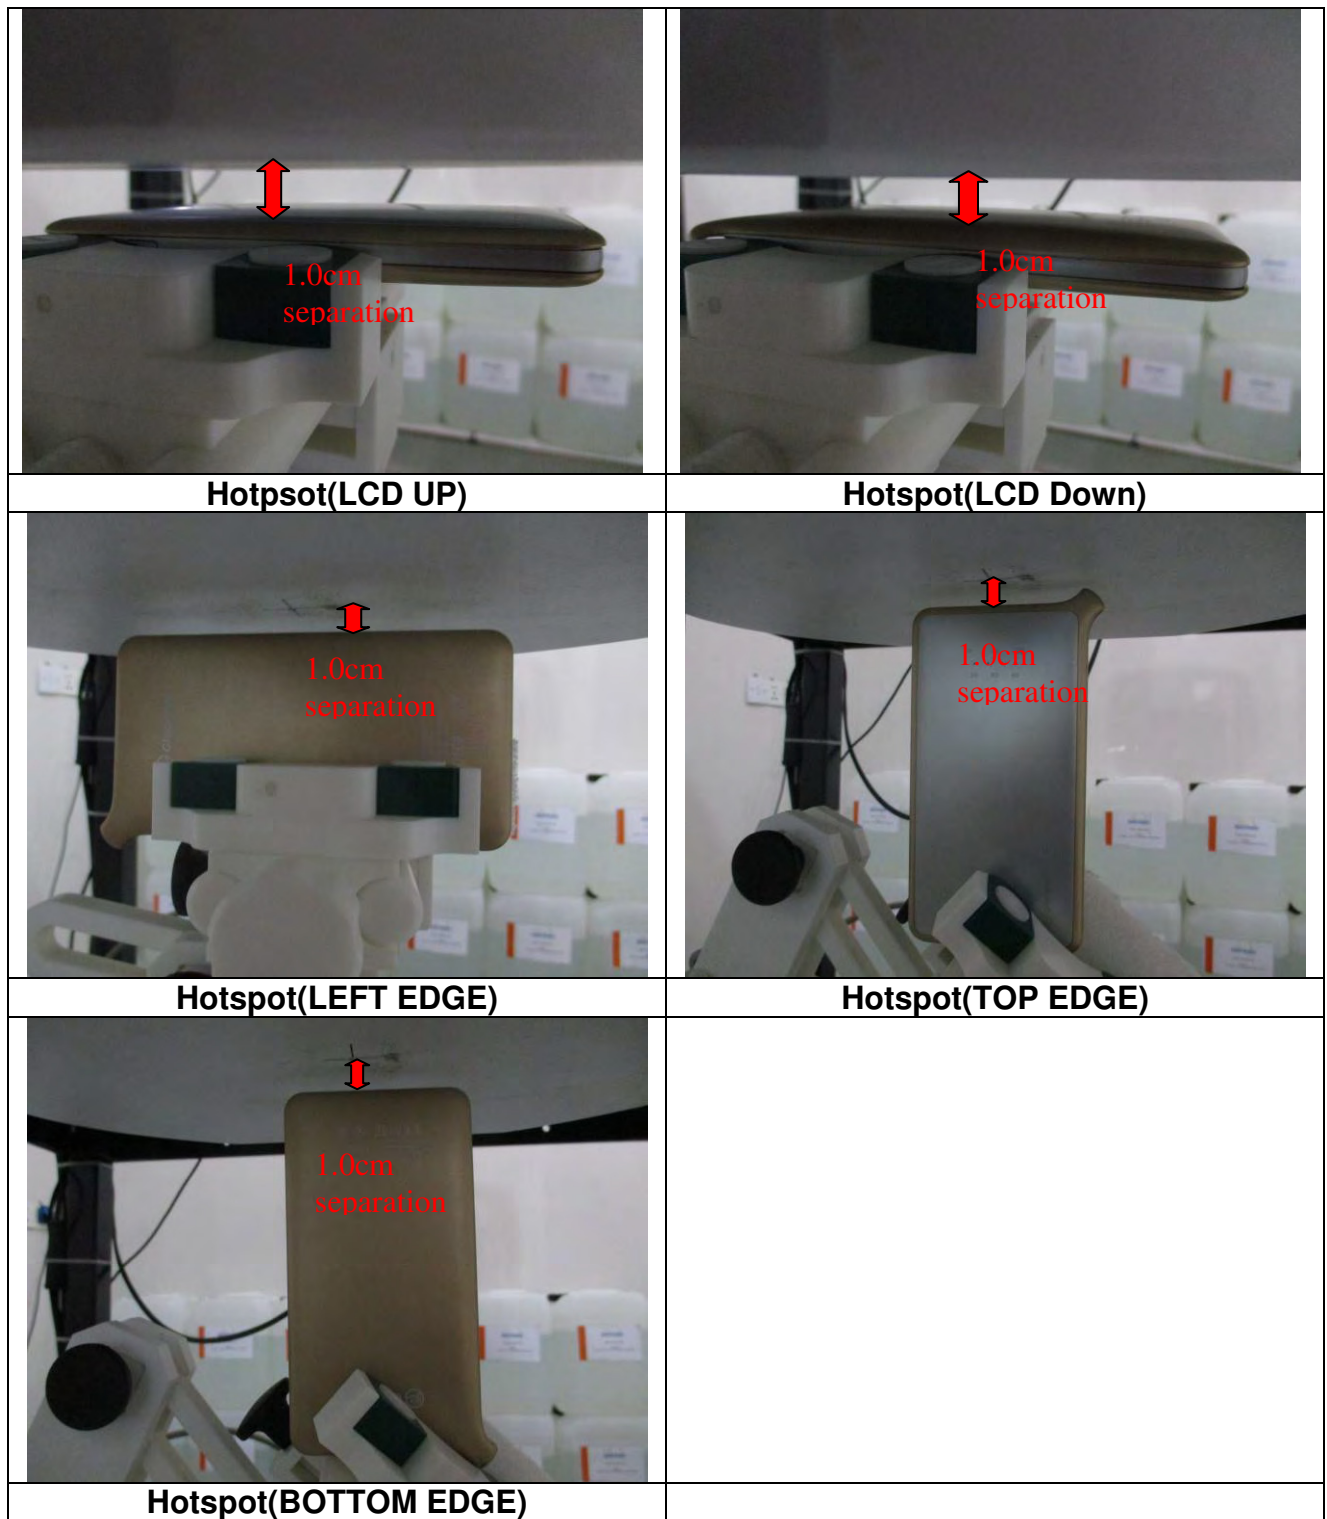 1.0cm
separation
1.0cm
separation
Hotpsot(LCD UP)
Hotspot(LCD Down)
1.0cm
separation
1.0cm
separation
Hotspot(LEFT EDGE)
Hotspot(TOP EDGE)
1.0cm
separation
Hotspot(BOTTOM EDGE)